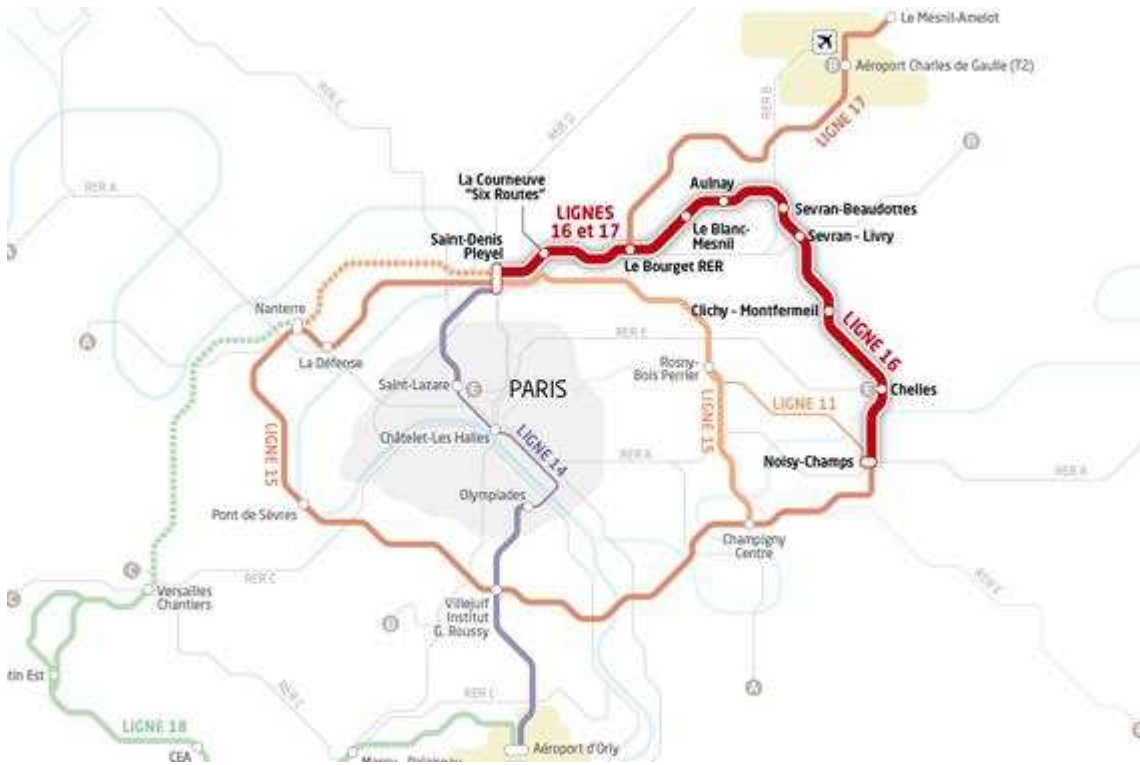 Le Mesnil-Amelot
B
Aéroport Charles de Gaulle (T2)
RER C
RER D
RER B
LIGNE 17
B
RER A
La Courneuve
"Six Routes"
Aulnay
LIGNES
16 et 17
Sevran-Beaudottes
Saint-Denis
Pleyel
Le Blanc-
Mesnil
Sevran - Livry
Le Bourget RER
Nanterre
Clichy - Montfermeil
RER E
LIGNE 16
A
La Défense
Rosny-
Bois Perrier
Saint-Lazare
E
PARIS
E
Chelles
LIGNE 11
LIGNE 15
Châtelet-Les Halles
LIGNE 14
LIGNE 15
RER A
Noisy-Champs
RER A
Olympiades
Pont de Sèvres
Champigny
Centre
C
RER C
RER E
Versailles
Chantiers
Villejuif
Institut
G. Roussy
B
tin Est
RER C
RER C
A
LIGNE 18
CEA
Aéroport d'Orly